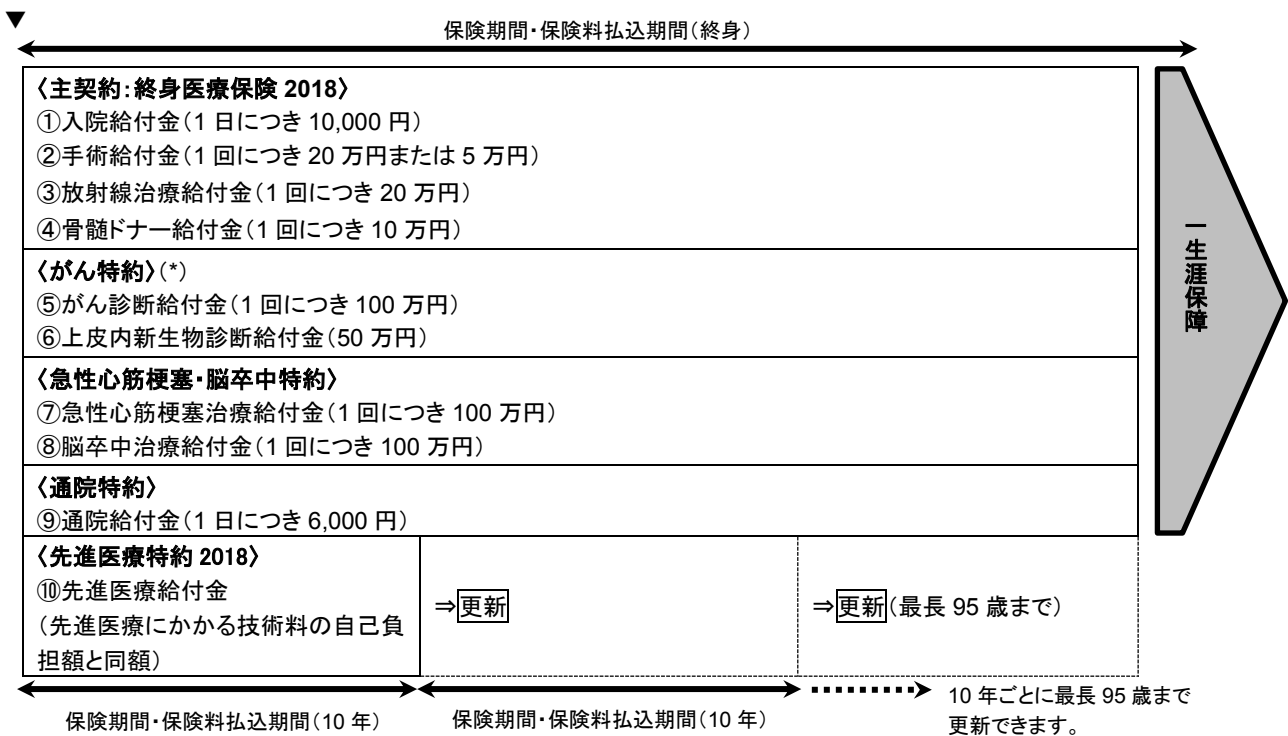 ▼
保険期間・保険料払込期間(終身)
〈主契約:終身医療保険 2018〉
①入院給付金(1 日につき 10,000 円)
②手術給付金(1 回につき 20 万円または 5 万円)
③放射線治療給付金(1 回につき 20 万円)
④骨髄ドナー給付金(1 回につき 10 万円)
〈がん特約〉(*)
⑤がん診断給付金(1 回につき 100 万円)
⑥上皮内新生物診断給付金(50 万円)
〈急性心筋梗塞・脳卒中特約〉
⑦急性心筋梗塞治療給付金(1 回につき 100 万円)
⑧脳卒中治療給付金(1 回につき 100 万円)
〈通院特約〉
⑨通院給付金(1 日につき 6,000 円)
一生涯保障
〈先進医療特約 2018〉
⑩先進医療給付金
(先進医療にかかる技術料の自己負
担額と同額)
⇒更新
⇒更新(最長 95 歳まで)
保険期間・保険料払込期間(10 年)
保険期間・保険料払込期間(10 年)
10 年ごとに最長 95 歳まで
更新できます。